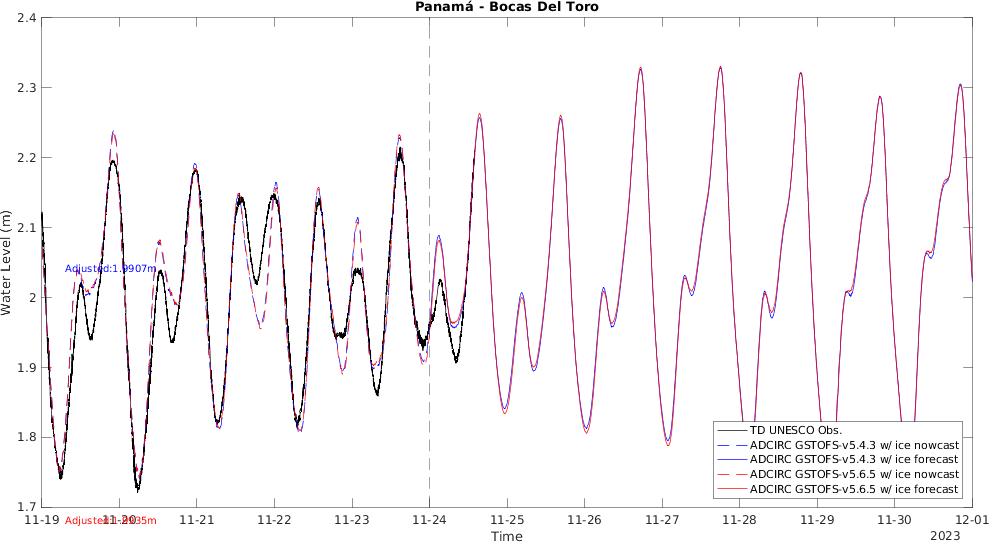 Panamá - Bocas Del Toro
2.4
2.3
2.2
2.1
2
1.9
1.8
1.7
Water Level (m)
Adjusted:1.9907m
TD UNESCO Obs.
ADCIRC GSTOFS-v5.4.3 w/ ice nowcast
ADCIRC GSTOFS-v5.4.3 w/ ice forecast
ADCIRC GSTOFS-v5.6.5 w/ ice nowcast
ADCIRC GSTOFS-v5.6.5 w/ ice forecast
11-19 11-20 11-21 11-22 11-23 11-24 11-25 11-26 11-27 11-28 11-29 11-30 12-01
Time
2023